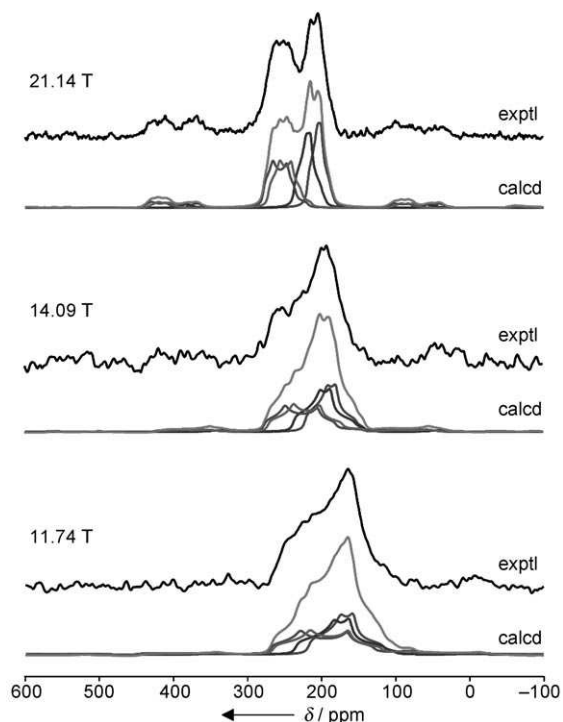 21.14 T
exptl
calcd
14.09 T
exptl
calcd
11.74 T
exptl
calcd
600 500 400 300 200 100 0 –100
δ / ppm